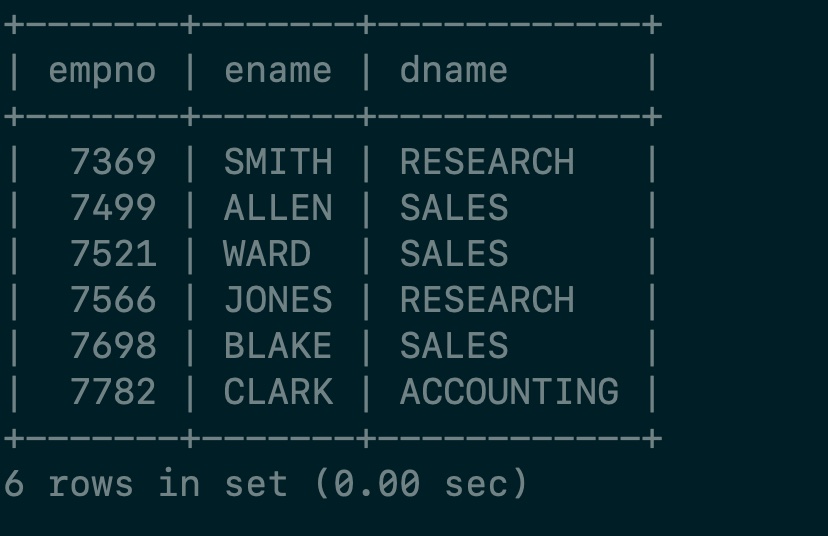 +-------+-------+------------+
| empno | ename | dname      |
+-------+-------+------------+
|  7369 | SMITH | RESEARCH   |
|  7499 | ALLEN | SALES      |
|  7521 | WARD  | SALES      |
|  7566 | JONES | RESEARCH   |
|  7698 | BLAKE | SALES      |
|  7782 | CLARK | ACCOUNTING |
+-------+-------+------------+
6 rows in set (0.00 sec)